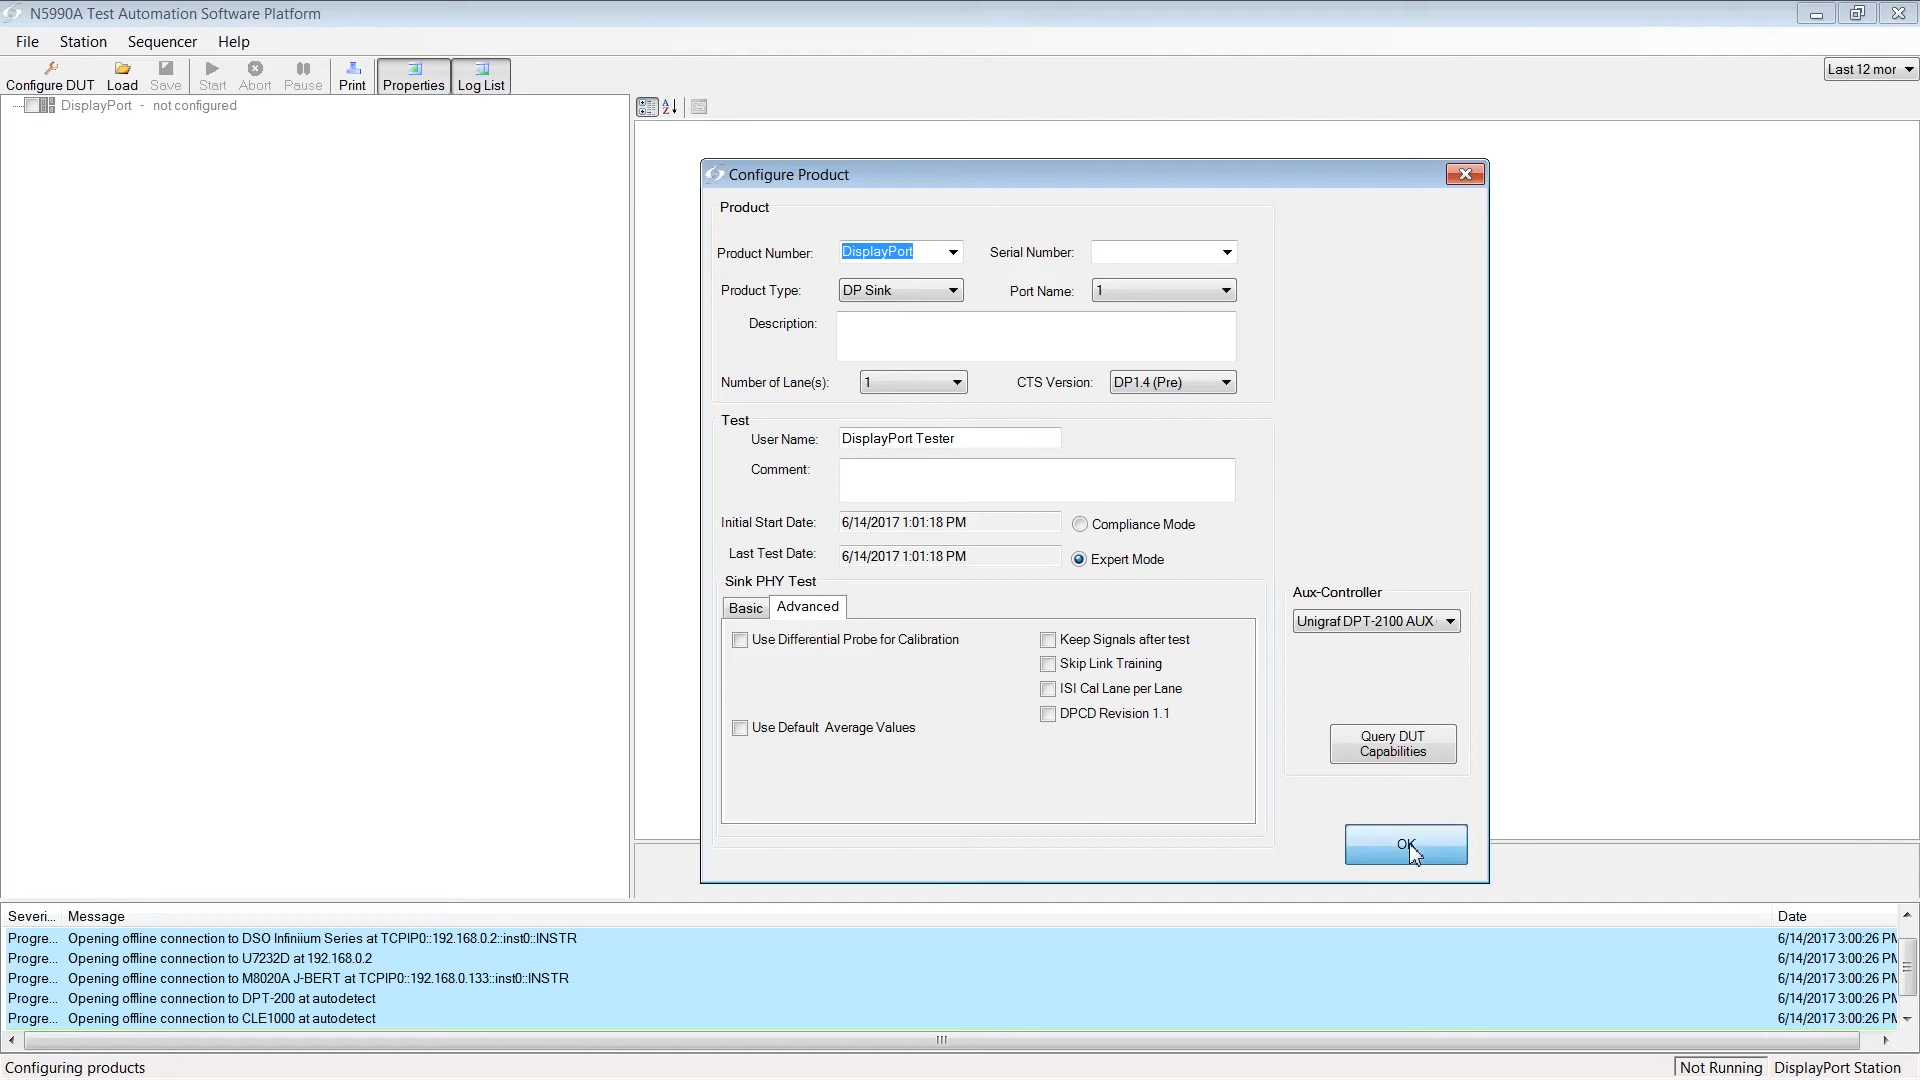 N5990A Test Automation Software Platform
File Station Sequencer Help
Configure DUT Load Save Start Abort Pause Print Properties Log List Last 12 mor
DisplayPort - not configured
Configure Product
Product
Product Number: DisplayPort Serial Number:
Product Type: DP Sink Port Name: 1
Description:
Number of Lane(s): 1 CTS Version: DP1.4 (Pre)
Test
User Name: DisplayPort Tester
Comment:
Initial Start Date: 6/14/2017 1:01:18 PM Compliance Mode
Last Test Date: 6/14/2017 1:01:18 PM Expert Mode
Sink PHY Test
Basic Advanced
Use Differential Probe for Calibration
Keep Signals after test
Skip Link Training
ISI Cal Lane per Lane
DPCD Revision 1.1
Use Default Average Values
Aux-Controller
Unigraf DPT-2100 AUX
Query DUT
Capabilities
OK
Severi... Message Date
Progre... Opening offline connection to DSO Infiniium Series at TCPIP0::192.168.0.2::inst0::INSTR 6/14/2017 3:00:26 PM
Progre... Opening offline connection to U7232D at 192.168.0.2 6/14/2017 3:00:26 PM
Progre... Opening offline connection to M8020A J-BERT at TCPIP0::192.168.0.133::inst0::INSTR 6/14/2017 3:00:26 PM
Progre... Opening offline connection to DPT-200 at autodetect 6/14/2017 3:00:26 PM
Progre... Opening offline connection to CLE1000 at autodetect 6/14/2017 3:00:26 PM
Configuring products Not Running DisplayPort Station